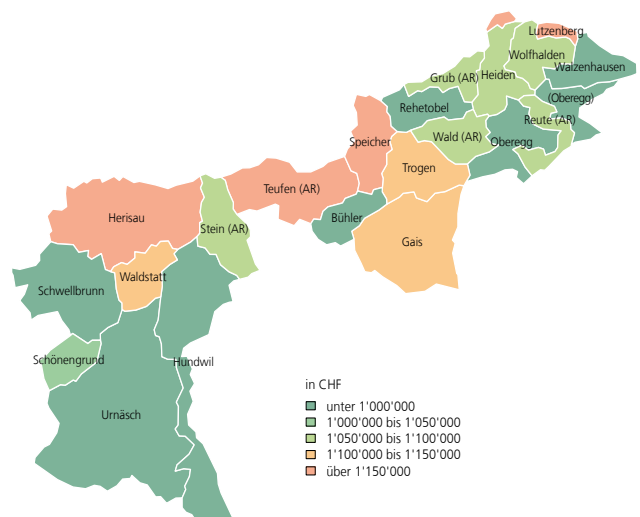 Lutzenberg
Wolfhalden
Walzenhausen
Grub (AR)
Heiden
(Oberegg)
Rehetobel
Reute (AR)
Speicher
Wald (AR)
Oberegg
Trogen
Teufen (AR)
Herisau
Bühler
Stein (AR)
Gais
Waldstatt
Schwellbrunn
Schönengrund
Hundwil
Urnäsch
in CHF
unter 1'000'000
1'000'000 bis 1'050'000
1'050'000 bis 1'100'000
1'100'000 bis 1'150'000
über 1'150'000